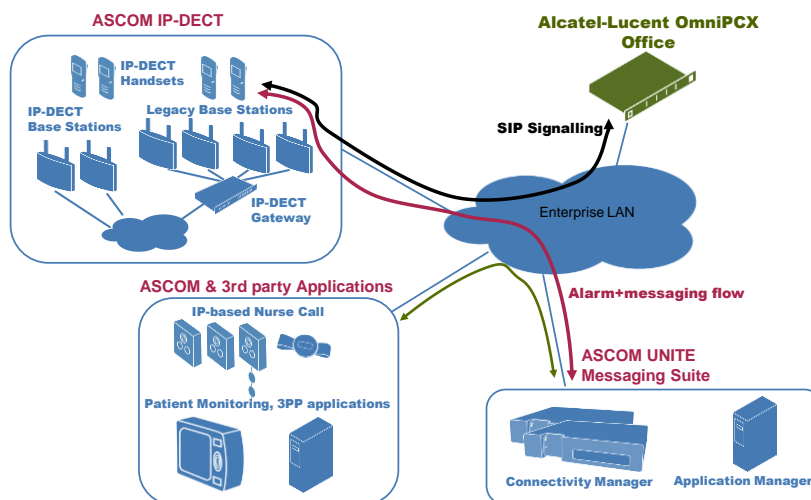 ASCOM IP-DECT
IP-DECT
Handsets
Legacy Base Stations
IP-DECT
Base Stations
IP-DECT
Gateway
Alcatel-Lucent OmniPCX
Office
SIP Signalling
Enterprise LAN
ASCOM & 3rd party Applications
IP-based Nurse Call
Patient Monitoring, 3PP applications
Alarm+messaging flow
ASCOM UNITE
Messaging Suite
Connectivity Manager
Application Manager